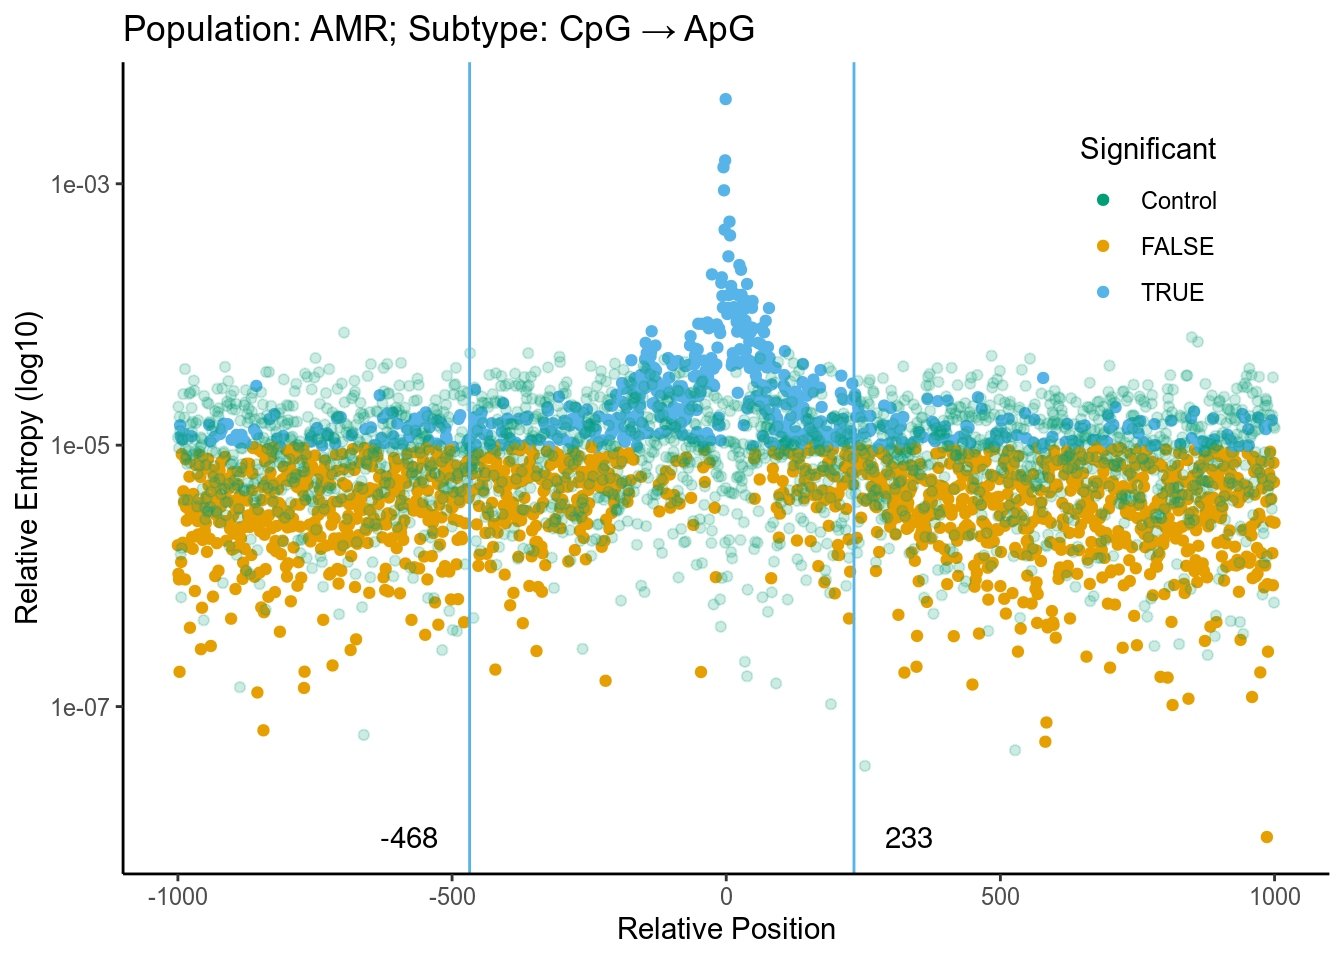 Population: AMR; Subtype: CpG → ApG
Relative Entropy (log10)
1e-03
1e-05
1e-07
Significant
Control
FALSE
TRUE
-468
233
-1000
-500
0
500
1000
Relative Position